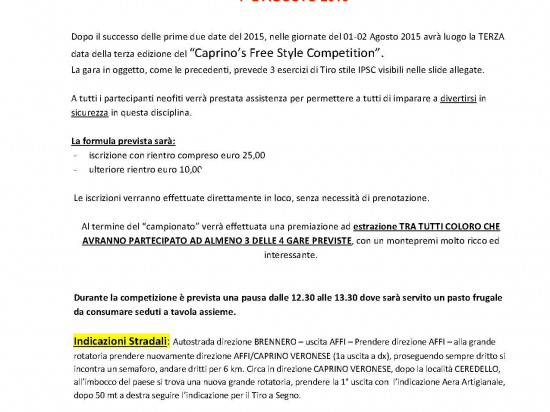 Dopo il successo delle prime due date del 2015, nelle giornate del 01-02 Agosto 2015 avrà luogo la TERZA
data della terza edizione del “Caprino’s Free Style Competition”.
La gara in oggetto, come le precedenti, prevede 3 esercizi di Tiro stile IPSC visibili nelle slide allegate.
A tutti i partecipanti neofiti verrà prestata assistenza per permettere a tutti di imparare a divertirsi in
sicurezza in questa disciplina.
La formula prevista sarà:
- iscrizione con rientro compreso euro 25,00
- ulteriore rientro euro 10,00
Le iscrizioni verranno effettuate direttamente in loco, senza necessità di prenotazione.
Al termine del “campionato” verrà effettuata una premiazione ad estrazione TRA TUTTI COLORO CHE
AVRANNO PARTECIPATO AD ALMENO 3 DELLE 4 GARE PREVISTE, con un montepremi molto ricco ed
interessante.
Durante la competizione è prevista una pausa dalle 12.30 alle 13.30 dove sarà servito un pasto frugale
da consumare seduti a tavola assieme.
Indicazioni Stradali: Autostrada direzione BRENNERO – uscita AFFI – Prendere direzione AFFI – alla grande
rotatoria prendere nuovamente direzione AFFI/CAPRINO VERONESE (1a uscita a dx), proseguendo sempre dritto si
incontra un semaforo, andare dritti per 6 km. Circa in direzione CAPRINO VERONESE, dopo la località CEREDELLO,
all’imbocco del paese si trova una nuova grande rotatoria, prendere la 1° uscita con l’indicazione Aera Artigianale,
dopo 50 mt a destra seguire l’indicazione per il Tiro a Segno.